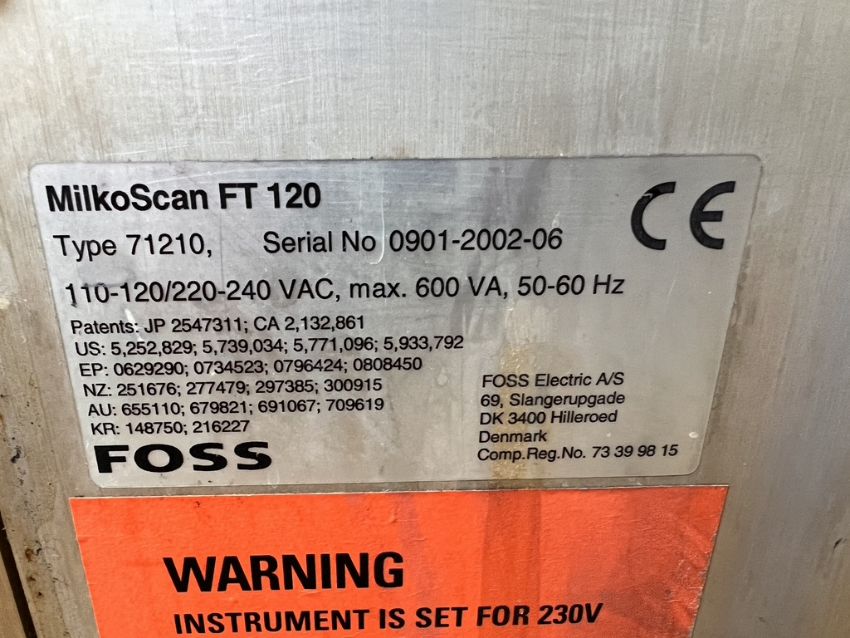 MilkoScan FT 120
Type 71210, Serial No 0901-2002-06
CE
110-120/220-240 VAC, max. 600 VA, 50-60 Hz
Patents: JP 2547311; CA 2,132,861
US: 5,252,829; 5,739,034; 5,771,096; 5,933,792
EP: 0629290; 0734523; 0796424; 0808450
NZ: 251676; 277479; 297385; 300915
AU: 655110; 679821; 691067; 709619
KR: 148750; 216227
FOSS
FOSS Electric A/S
69, Slangerupgade
DK 3400 Hilleroed
Denmark
Comp.Reg.No. 73 39 98 15
WARNING
INSTRUMENT IS SET FOR 230V